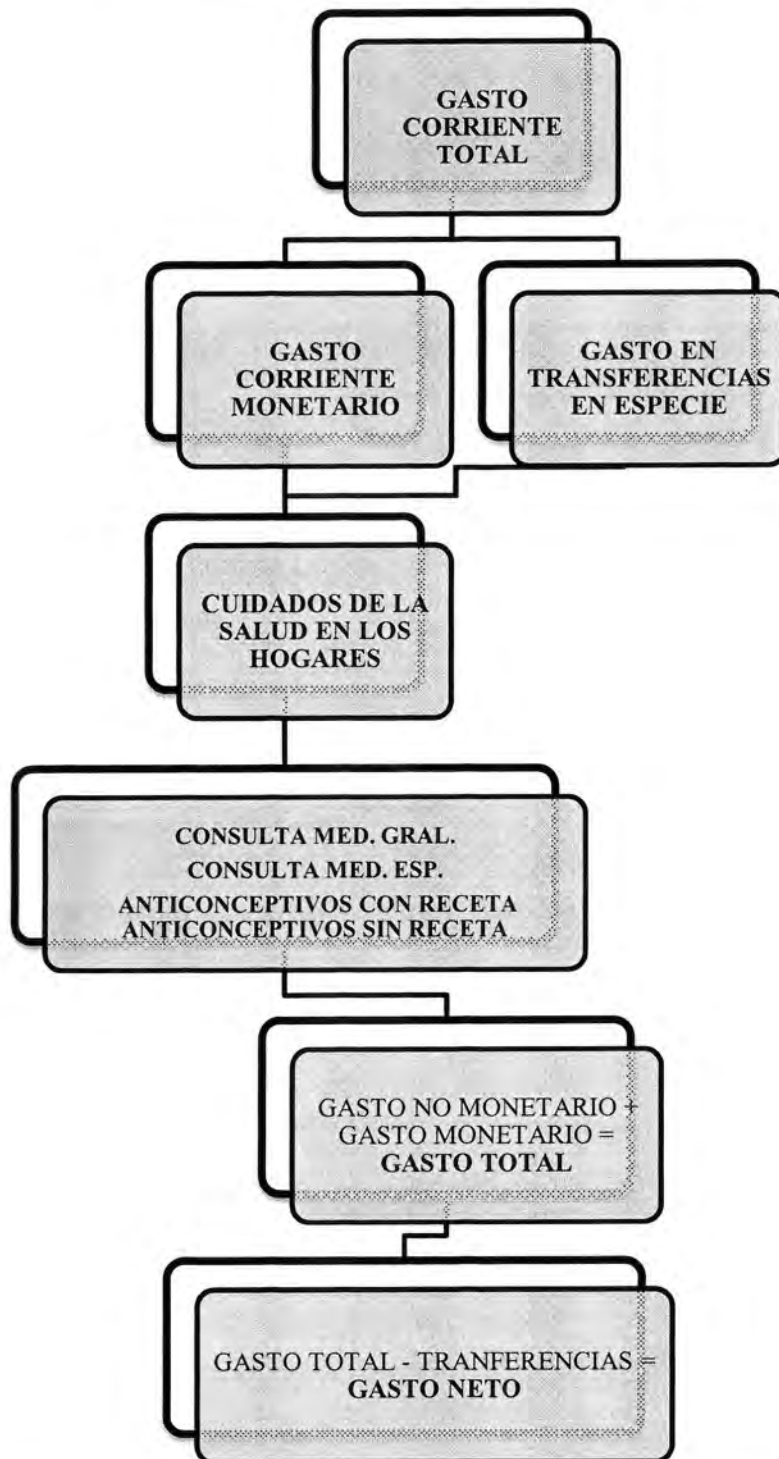 GASTO
CORRIENTE
TOTAL
GASTO
CORRIENTE
MONETARIO
GASTO EN
TRANSFERENCIAS
EN ESPECIE
CUIDADOS DE LA
SALUD EN LOS
HOGARES
CONSULTA MED. GRAL.
CONSULTA MED. ESP.
ANTICONCEPTIVOS CON RECETA
ANTICONCEPTIVOS SIN RECETA
GASTO NO MONETARIO +
GASTO MONETARIO =
GASTO TOTAL
GASTO TOTAL - TRANFERENCIAS =
GASTO NETO